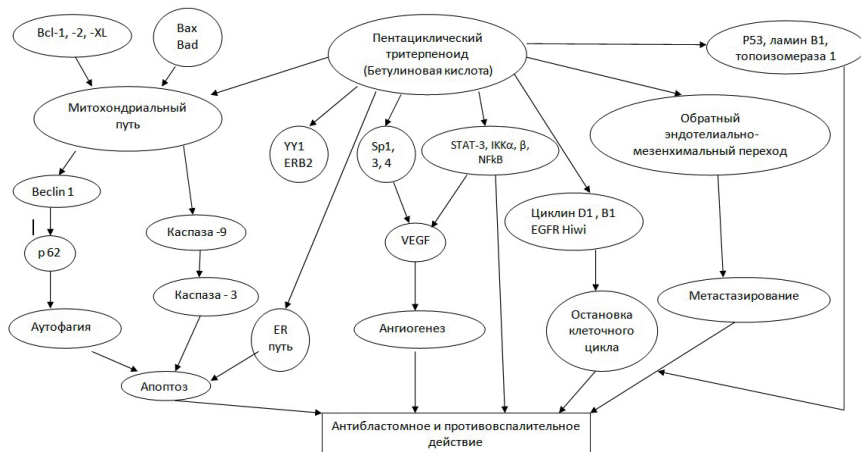 Bcl-1, -2, -XL
Bax
Bad
Пентациклический
тритерпеноид
(Бетулиновая кислота)
P53, ламин B1,
топоизомераза 1
Митохондриальный
путь
YY1
ERB2
Sp1,
3, 4
STAT-3, IKKα, β,
NFkB
Обратный
эндотелиально-
мезенхимальный переход
Beclin 1
Циклин D1 , B1
EGFR Hiwi
Каспаза -9
VEGF
p 62
Каспаза - 3
Метастазирование
Аутофагия
ER
путь
Ангиогенез
Остановка
клеточного
цикла
Апоптоз
Антибластомное и противовспалительное
действие